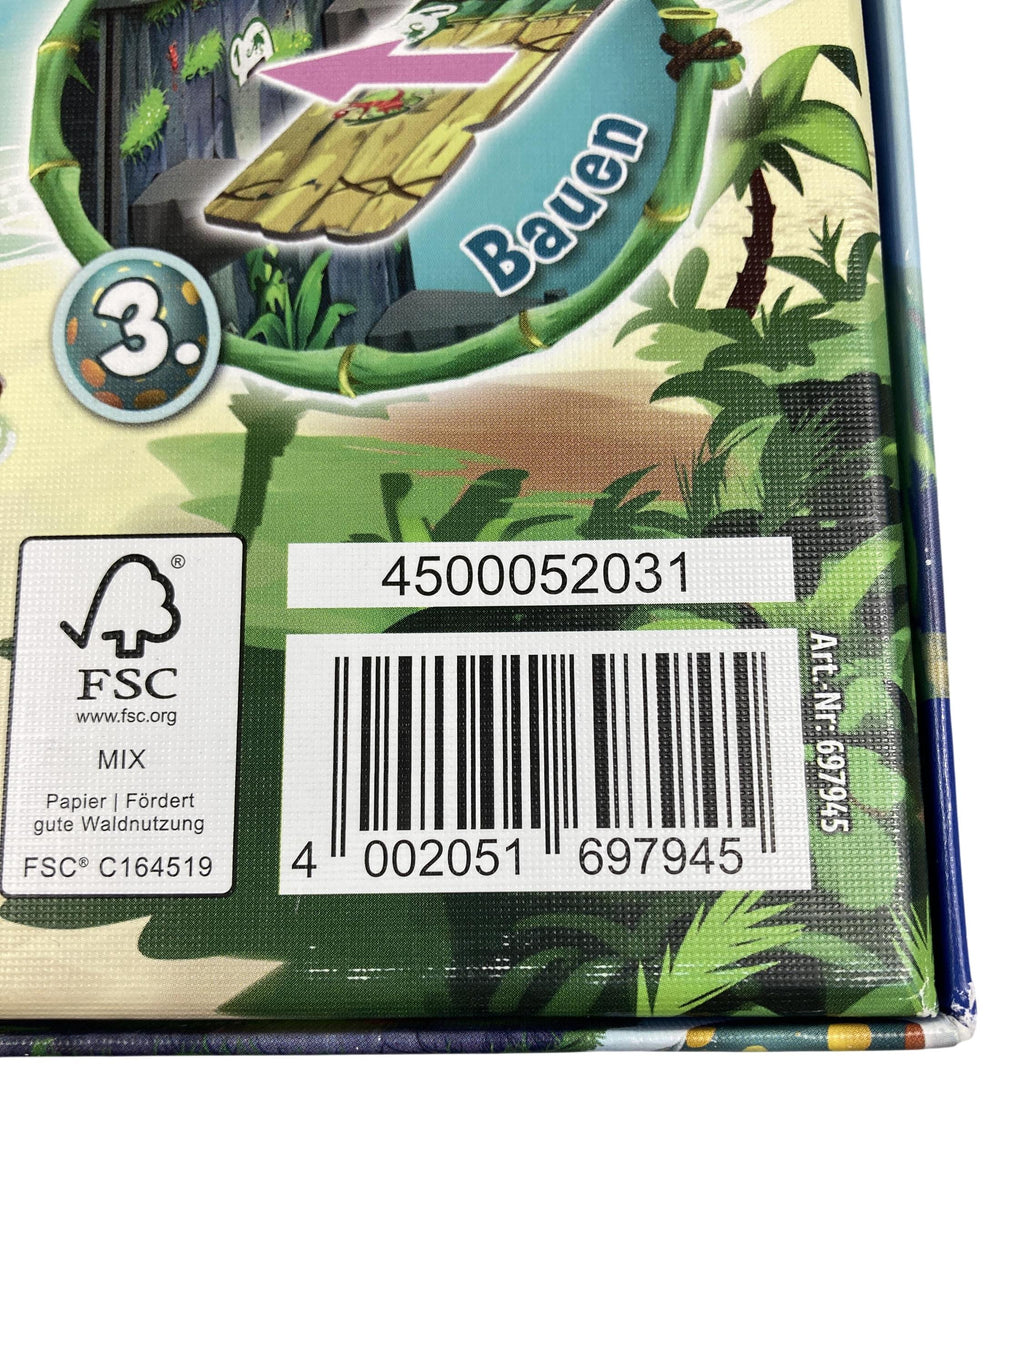 Bauen
3.
FSC®
www.fsc.org
MIX
Papier | Fördert
gute Waldnutzung
FSC® C164519
4500052031
4 002051 697945
Art.-Nr: 697945